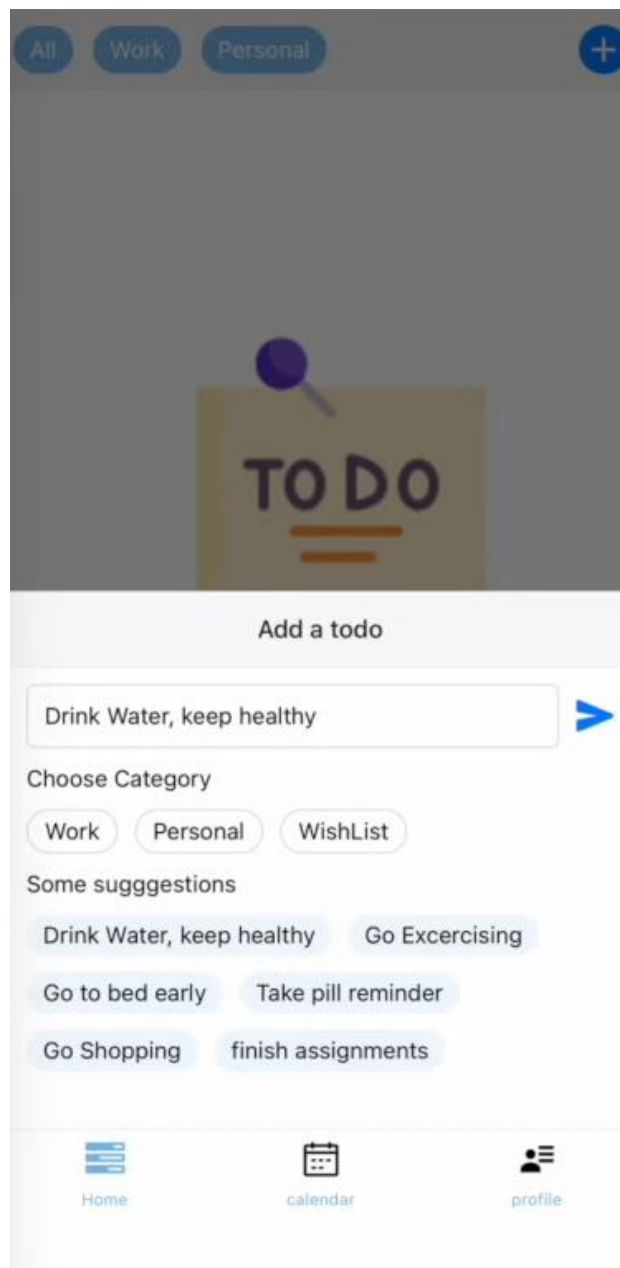 All Work Personal
TO DO
Add a todo
Drink Water, keep healthy
Choose Category
Work Personal WishList
Some sugggestions
Drink Water, keep healthy Go Excercising
Go to bed early Take pill reminder
Go Shopping finish assignments
Home calendar profile